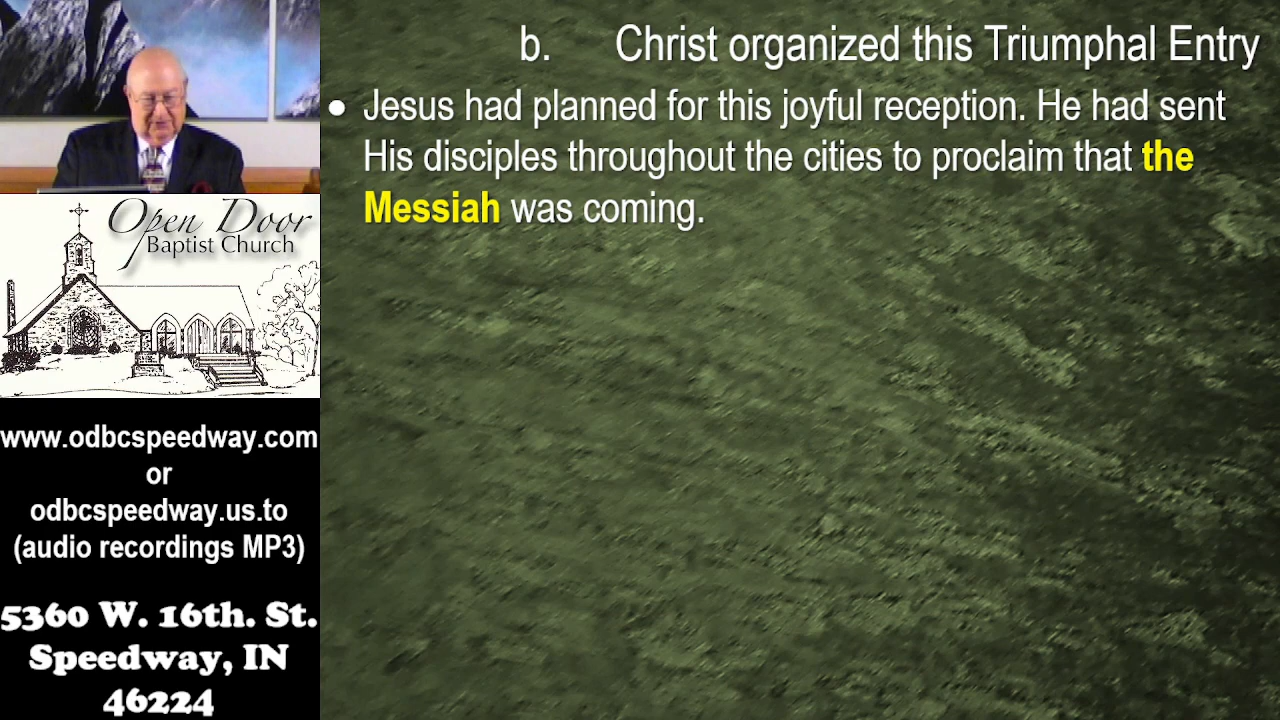 b. Christ organized this Triumphal Entry
● Jesus had planned for this joyful reception. He had sent
His disciples throughout the cities to proclaim that the
Messiah was coming.
Open Door
Baptist Church
www.odbcspeedway.com
or
odbcspeedway.us.to
(audio recordings MP3)
5360 W. 16th. St.
Speedway, IN
46224